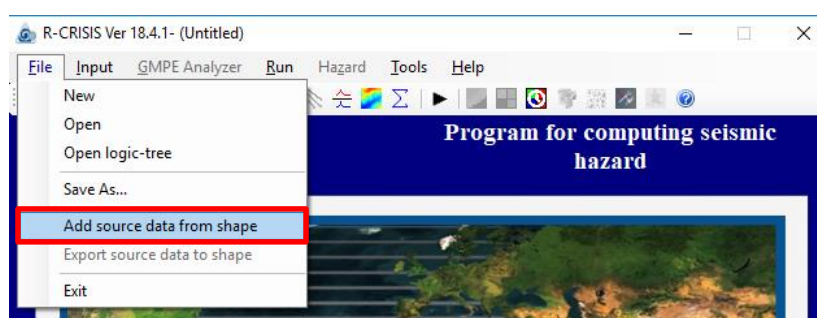 R-CRISIS Ver 18.4.1- (Untitled)
File Input GMPE Analyzer Run Hazard Tools Help
New
Open
Open logic-tree
Save As...
Add source data from shape
Export source data to shape
Exit
Program for computing seismic
hazard